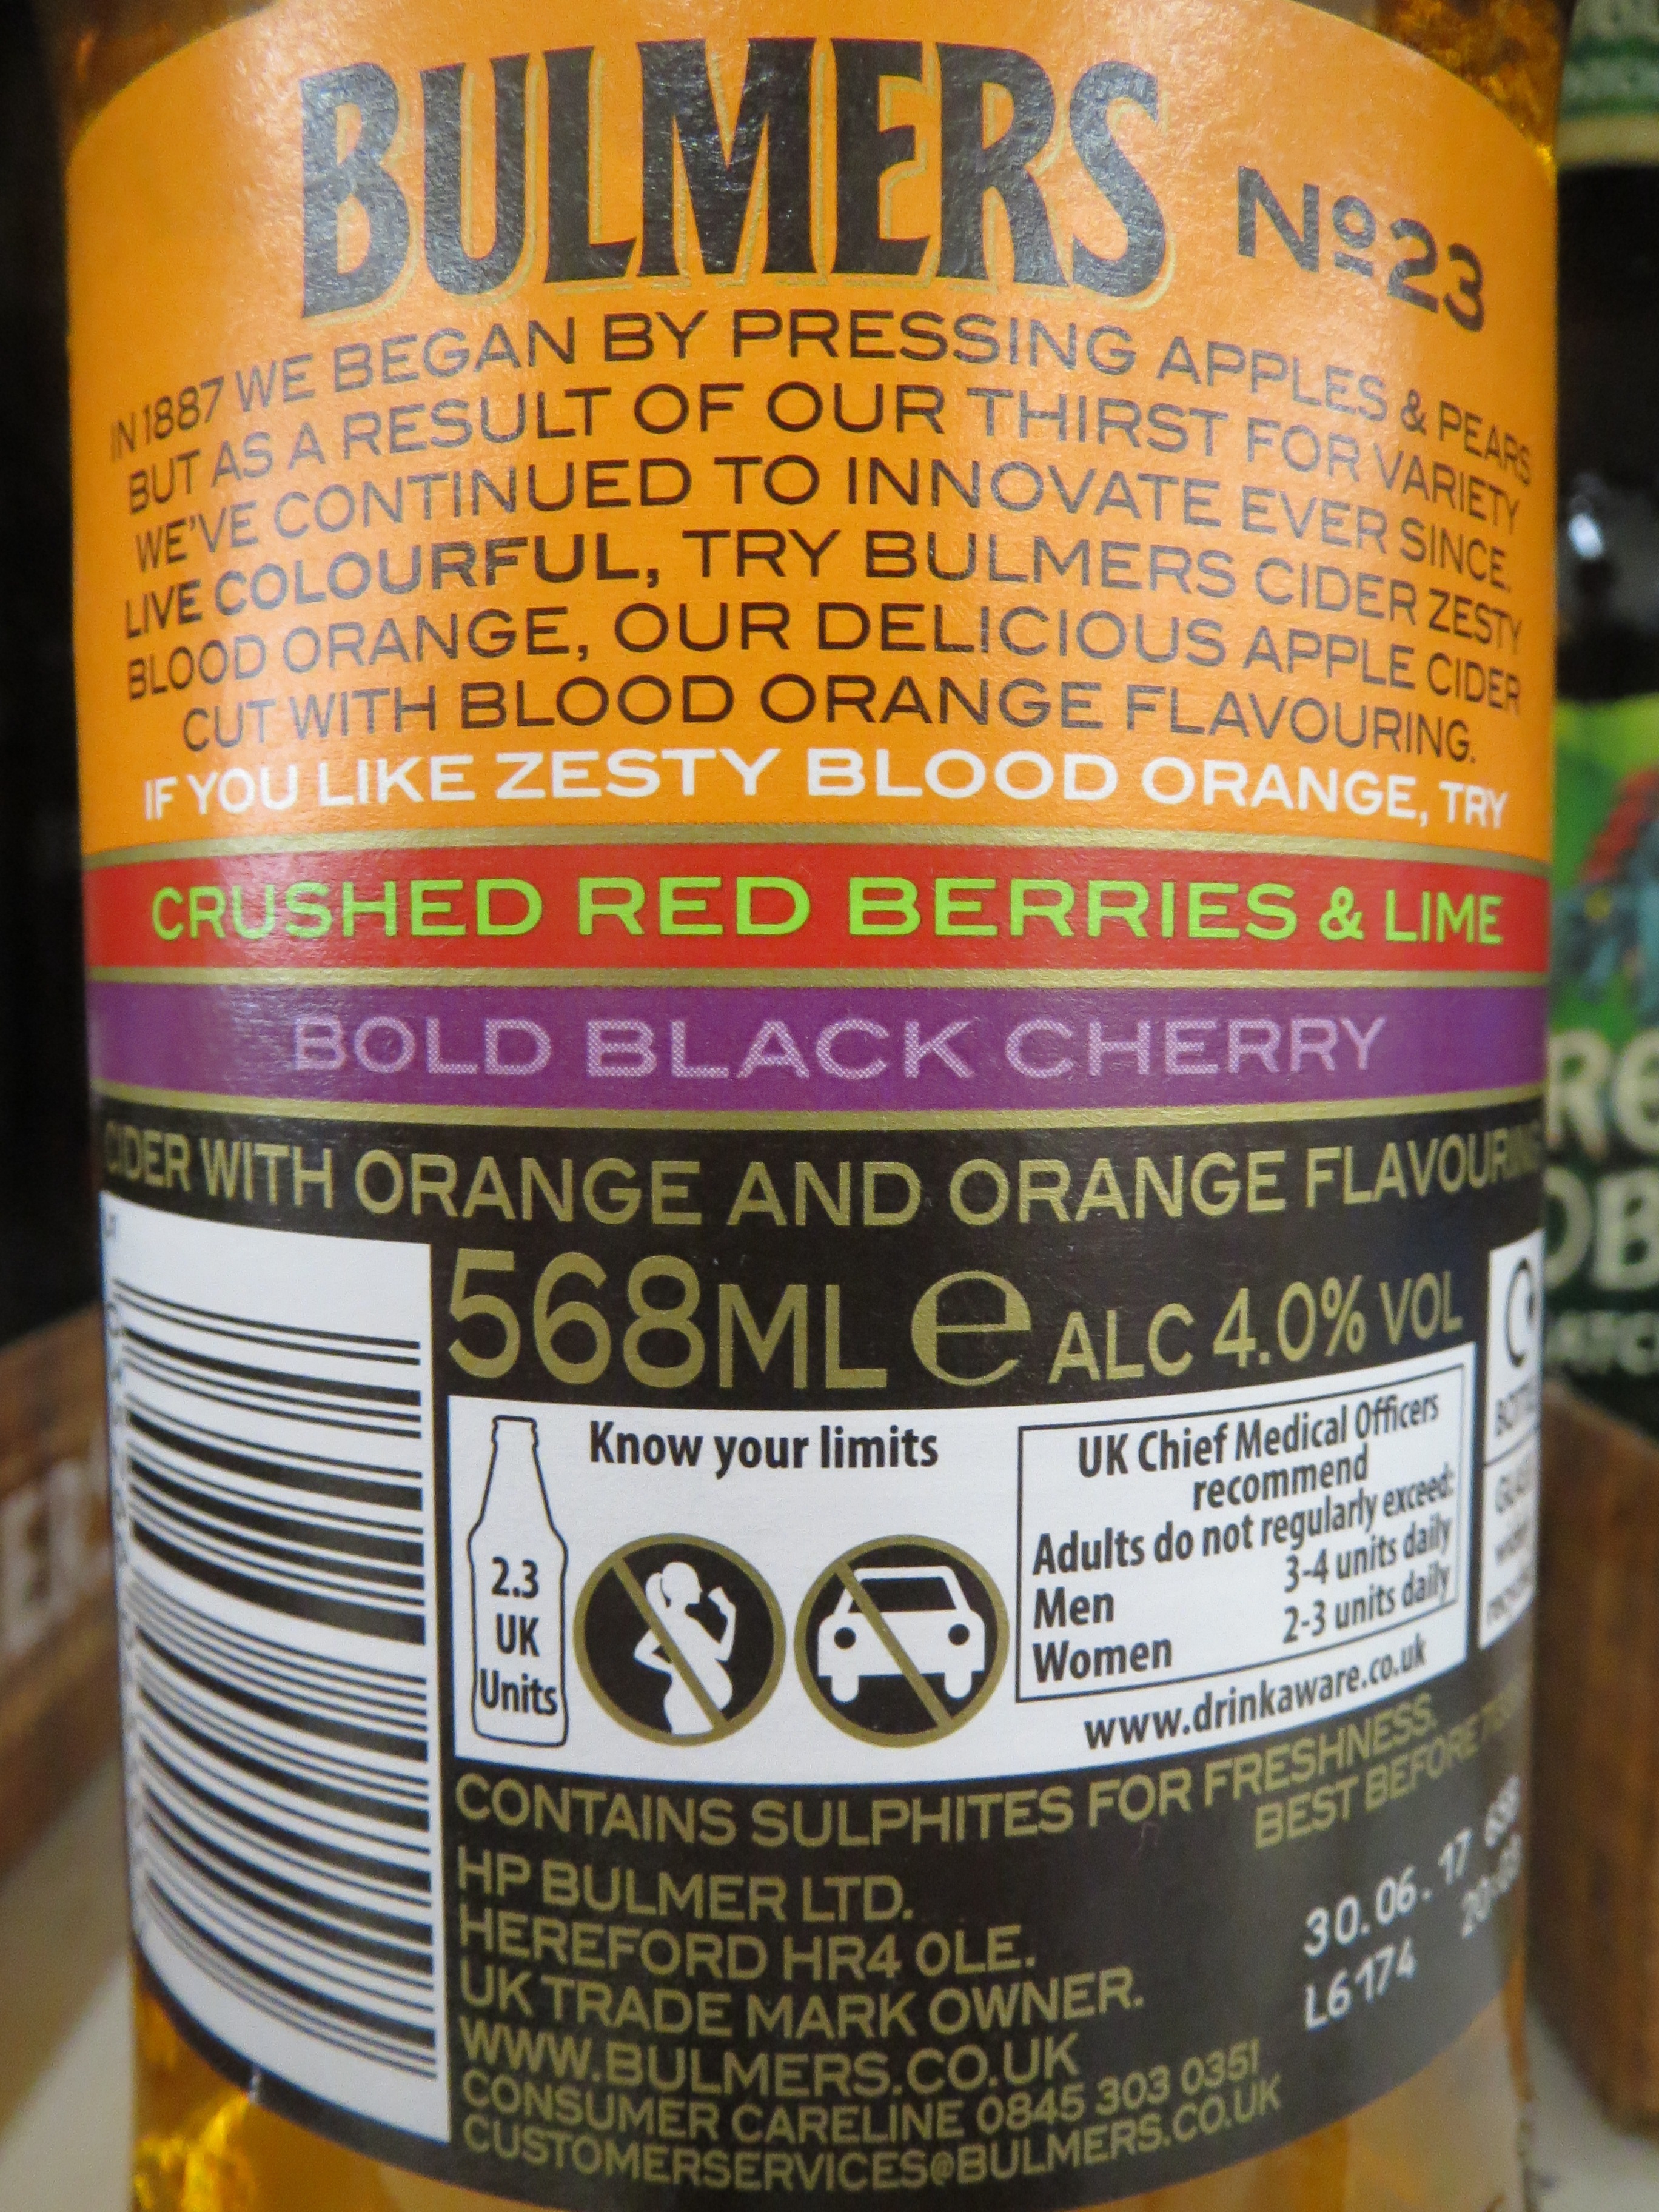 BULMERS Nº23
IN 1887 WE BEGAN BY PRESSING APPLES & PEARS
BUT AS A RESULT OF OUR THIRST FOR VARIETY
WE'VE CONTINUED TO INNOVATE EVER SINCE.
LIVE COLOURFUL, TRY BULMERS CIDER ZESTY
BLOOD ORANGE, OUR DELICIOUS APPLE CIDER
CUT WITH BLOOD ORANGE FLAVOURING.
IF YOU LIKE ZESTY BLOOD ORANGE, TRY
CRUSHED RED BERRIES & LIME
BOLD BLACK CHERRY
CIDER WITH ORANGE AND ORANGE FLAVOURING
568ML e ALC 4.0% VOL
Know your limits
2.3
UK
Units
UK Chief Medical Officers
recommend
Adults do not regularly exceed:
Men 3-4 units daily
Women 2-3 units daily
www.drinkaware.co.uk
CONTAINS SULPHITES FOR FRESHNESS.
BEST BEFORE
30.06.17
L6174
HP BULMER LTD.
HEREFORD HR4 0LE.
UK TRADE MARK OWNER.
WWW.BULMERS.CO.UK
CONSUMER CARELINE 0845 303 0351
CUSTOMERSERVICES@BULMERS.CO.UK